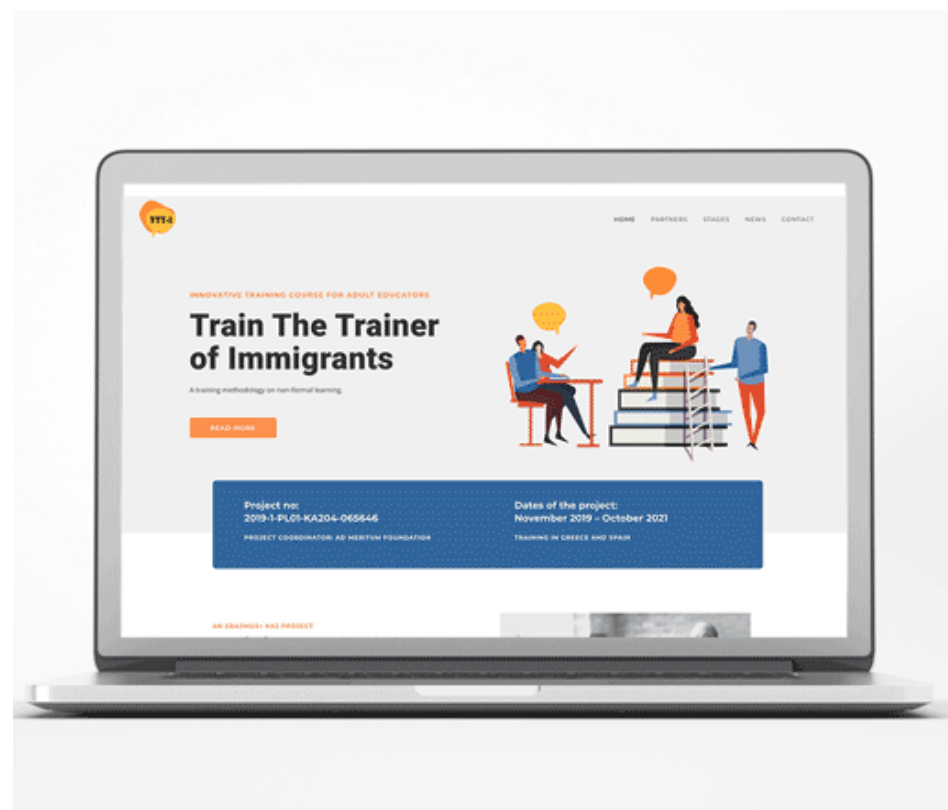 TTT-I
HOME PARTNERS STAGES NEWS CONTACT
INNOVATIVE TRAINING COURSE FOR ADULT EDUCATORS
Train The Trainer
of Immigrants
A training methodology on non-formal learning.
READ MORE
Project no:
2019-1-PL01-KA204-065646
PROJECT COORDINATOR: AD MERITUM FOUNDATION
Dates of the project:
November 2019 – October 2021
TRAINING IN GREECE AND SPAIN
AN ERASMUS+ KA2 PROJECT